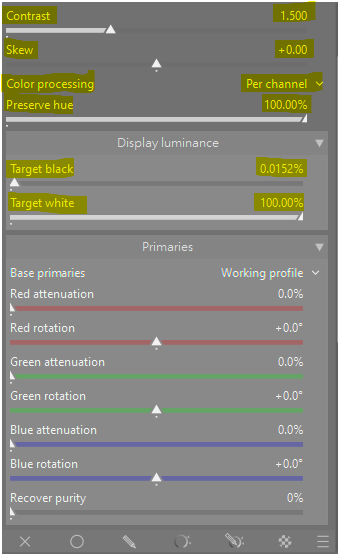 Contrast 1.500
Skew +0.00
Color processing Per channel
Preserve hue 100.00%
Display luminance
Target black 0.0152%
Target white 100.00%
Primaries
Base primaries Working profile
Red attenuation 0.0%
Red rotation +0.0°
Green attenuation 0.0%
Green rotation +0.0°
Blue attenuation 0.0%
Blue rotation +0.0°
Recover purity 0%